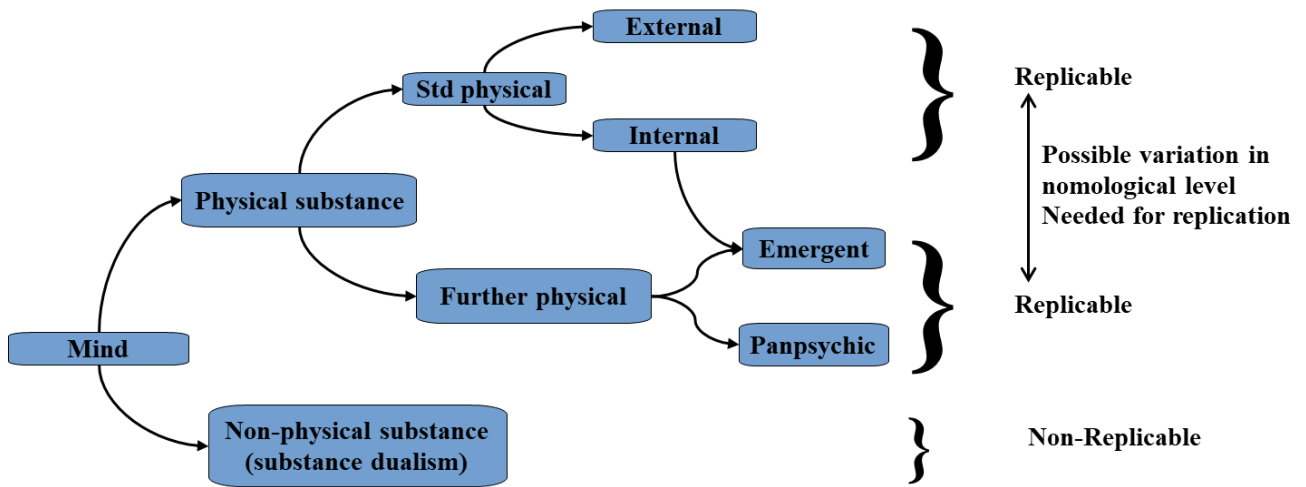 External
Std physical
Replicable
Internal
Possible variation in
nomological level
Needed for replication
Physical substance
Emergent
Further physical
Replicable
Mind
Panpsychic
Non-physical substance
(substance dualism)
Non-Replicable